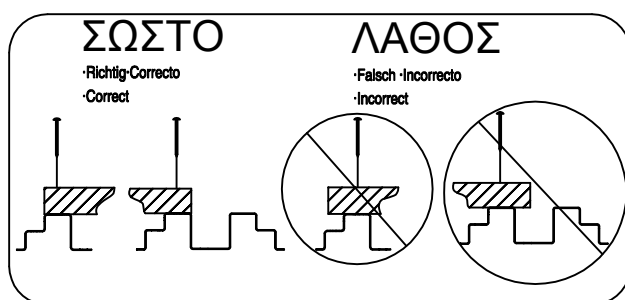 ΣΩΣΤΟ
·Richtig·Correcto
·Correct
ΛΑΘΟΣ
·Falsch ·Incorrecto
·Incorrect